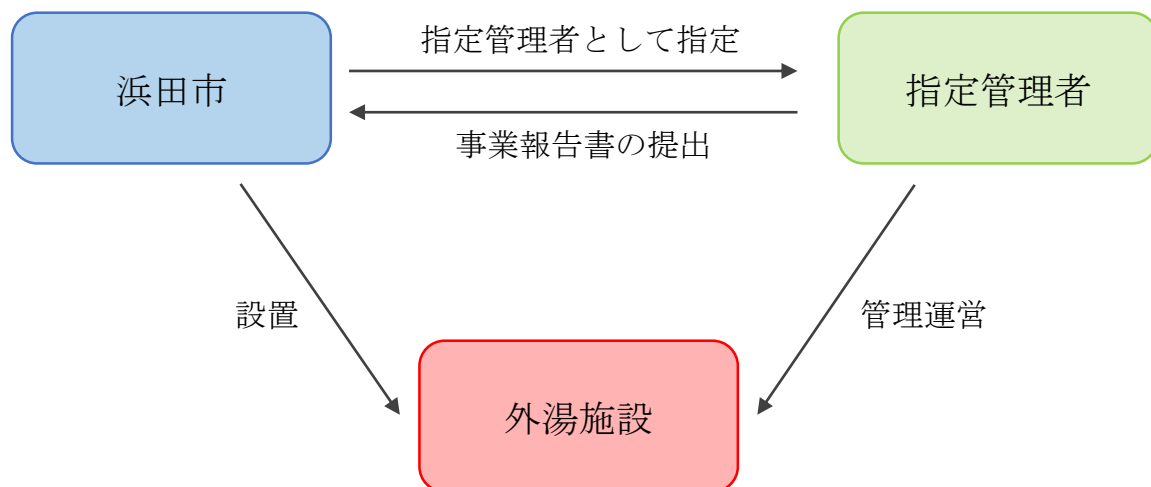 指定管理者として指定
浜田市
指定管理者
事業報告書の提出
設置
管理運営
外湯施設